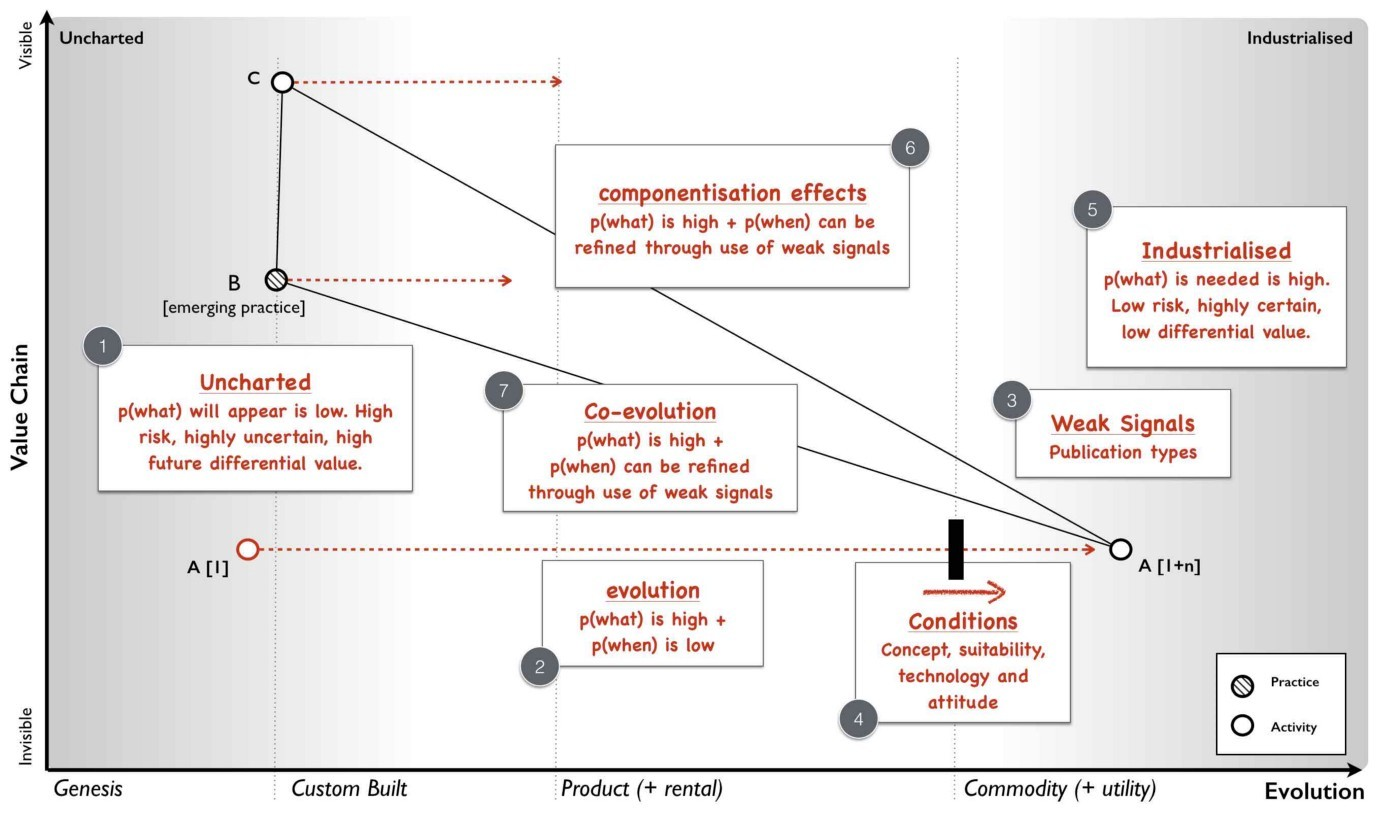 Visible
Uncharted
Industrialised
C
6
componentisation effects
p(what) is high + p(when) can be
refined through use of weak signals
5
Industrialised
p(what) is needed is high.
Low risk, highly certain,
low differential value.
B
[emerging practice]
1
Uncharted
p(what) will appear is low. High
risk, highly uncertain, high
future differential value.
Value Chain
7
Co-evolution
p(what) is high +
p(when) can be refined
through use of weak signals
3
Weak Signals
Publication types
A [1]
A [1+n]
evolution
p(what) is high +
p(when) is low
2
Conditions
Concept, suitability,
technology and
attitude
4
Practice
Activity
Invisible
Genesis
Custom Built
Product (+ rental)
Commodity (+ utility)
Evolution